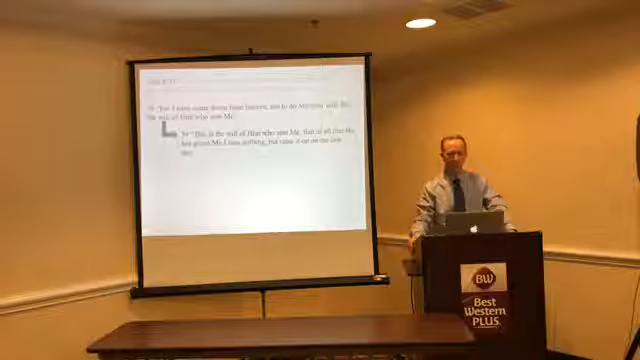 38 "For I have come down from heaven, not to do My own will, but
the will of Him who sent Me.
39 "This is the will of Him who sent Me, that of all that He
has given Me I lose nothing, but raise it up on the last
day.
BW
Best
Western
PLUS